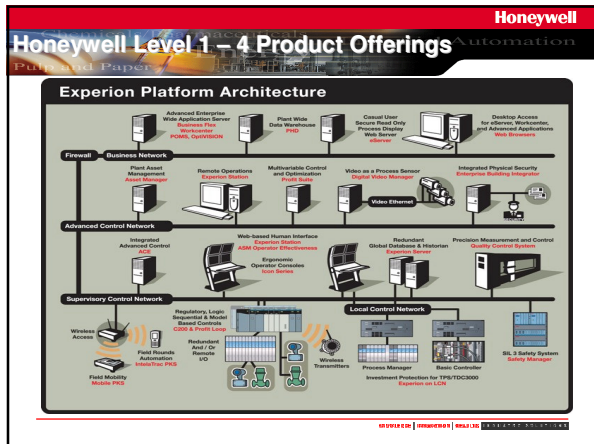 Honeywell
Honeywell Level 1 – 4 Product Offerings
Automation
Pulp and Paper
Experion Platform Architecture
Advanced Enterprise
Wide Application Server
Business Flex
Workcenter
POMS, OptiVISION
Plant Wide
Data Warehouse
PHD
Casual User
Secure Read Only
Process Display
Web Server
eServer
Desktop Access
for eServer, Workcenter,
and Advanced Applications
Web Browsers
Firewall
Business Network
Plant Asset
Management
Asset Manager
Remote Operations
Experion Station
Multivariable Control
and Optimization
Profit Suite
Video as a Process Sensor
Digital Video Manager
Integrated Physical Security
Enterprise Building Integrator
Video Ethernet
Advanced Control Network
Integrated
Advanced Control
ACE
Web-based Human Interface
Experion Station
ASM Operator Effectiveness
Ergonomic
Operator Consoles
Icon Series
Redundant
Global Database & Historian
Experion Server
Precision Measurement and Control
Quality Control System
Supervisory Control Network
Wireless
Access
Field Rounds
Automation
IntelaTrac PKS
Field Mobility
Mobile PKS
Regulatory, Logic
Sequential & Model
Based Controls
C200 & Profit Loop
Redundant
And / Or
Remote
I/O
Wireless
Transmitters
Local Control Network
Process Manager
Basic Controller
Investment Protection for TPS/TDC3000
Experion on LCN
SIL 3 Safety System
Safety Manager